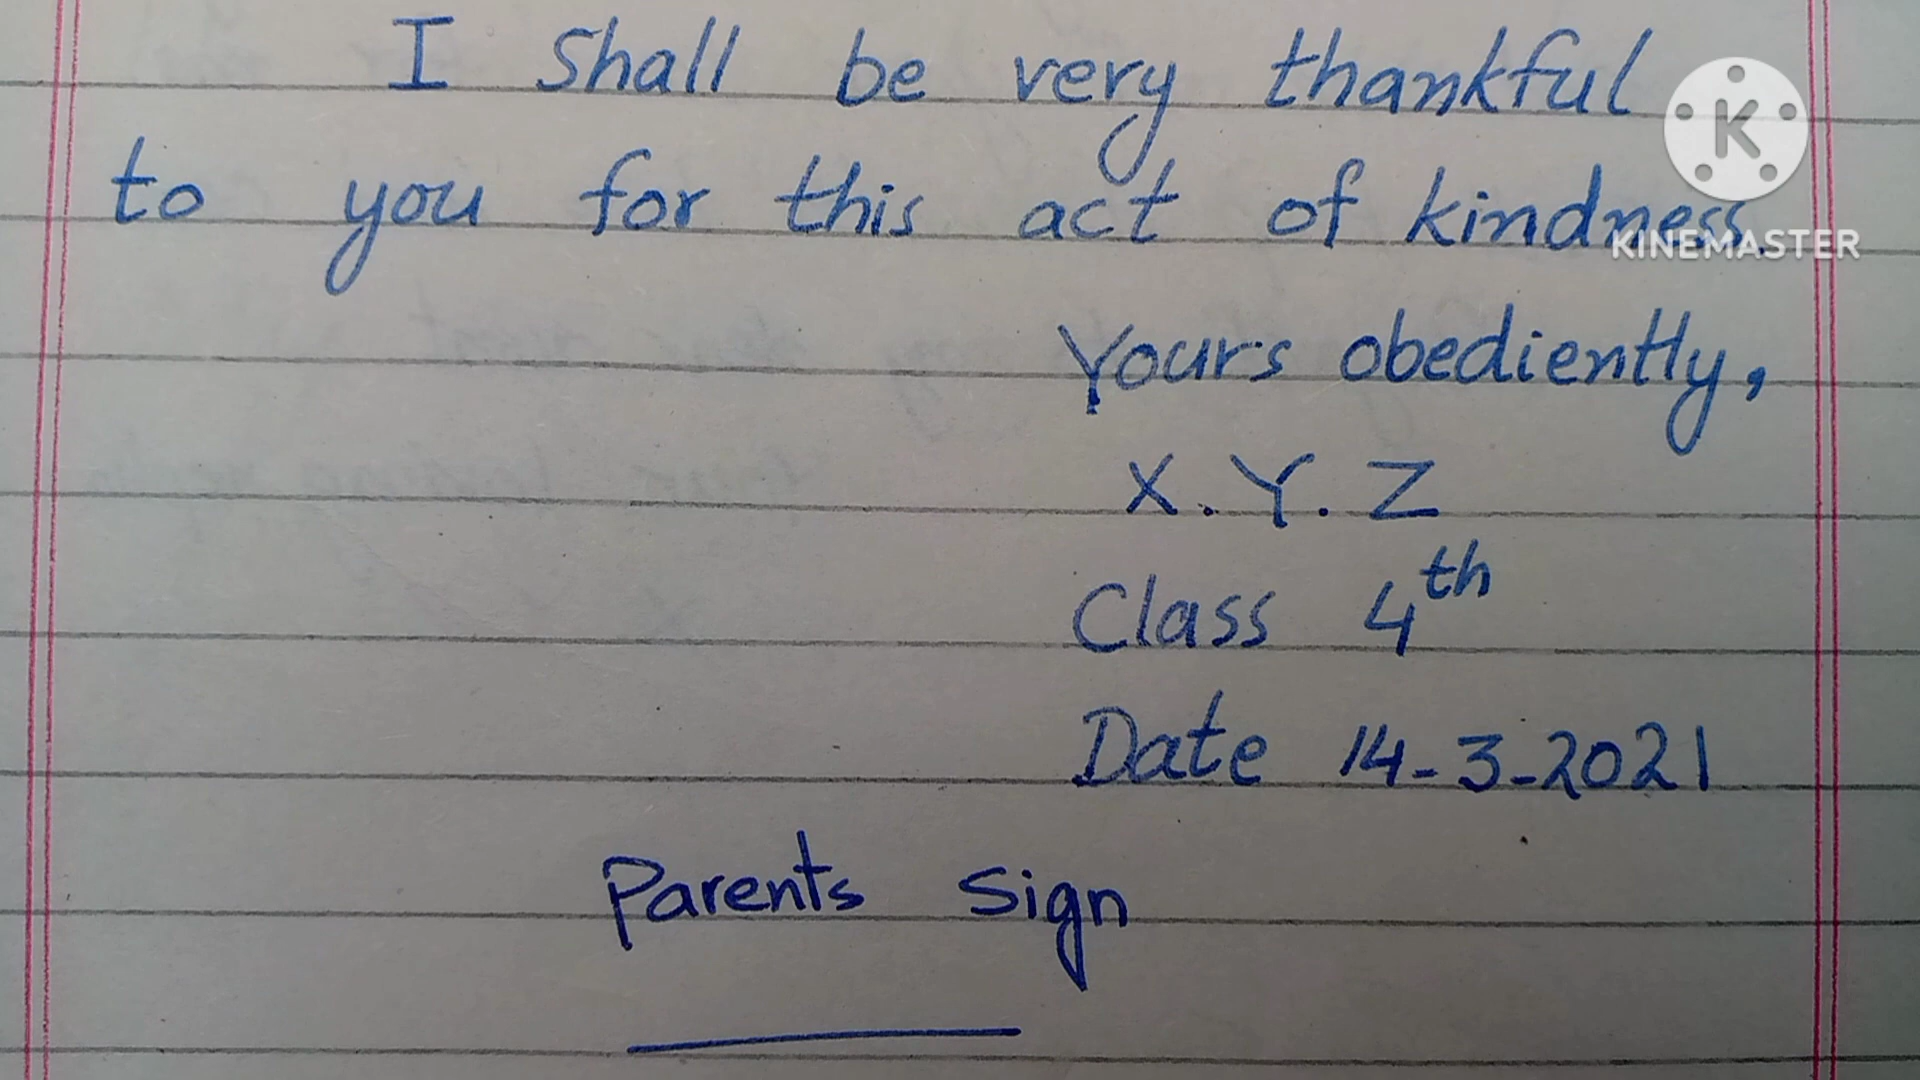 I Shall be very thankful
to you for this act of kindness.
Yours obediently,
X.Y.Z
Class 4th
Date 14-3-2021
Parents Sign
K
KINEMASTER